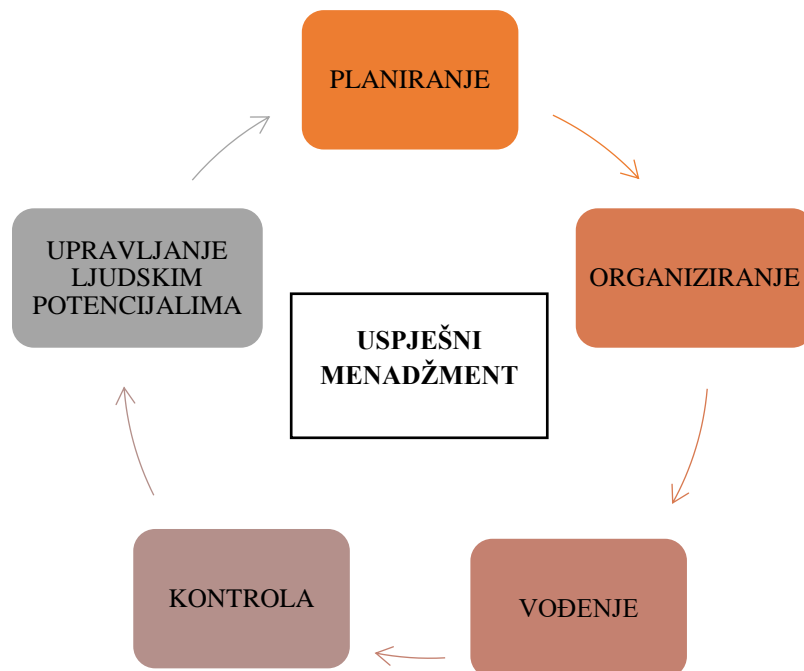 PLANIRANJE
ORGANIZIRANJE
VOĐENJE
KONTROLA
UPRAVLJANJE
LJUDSKIM
POTENCIJALIMA
USPJEŠNI
MENADŽMENT